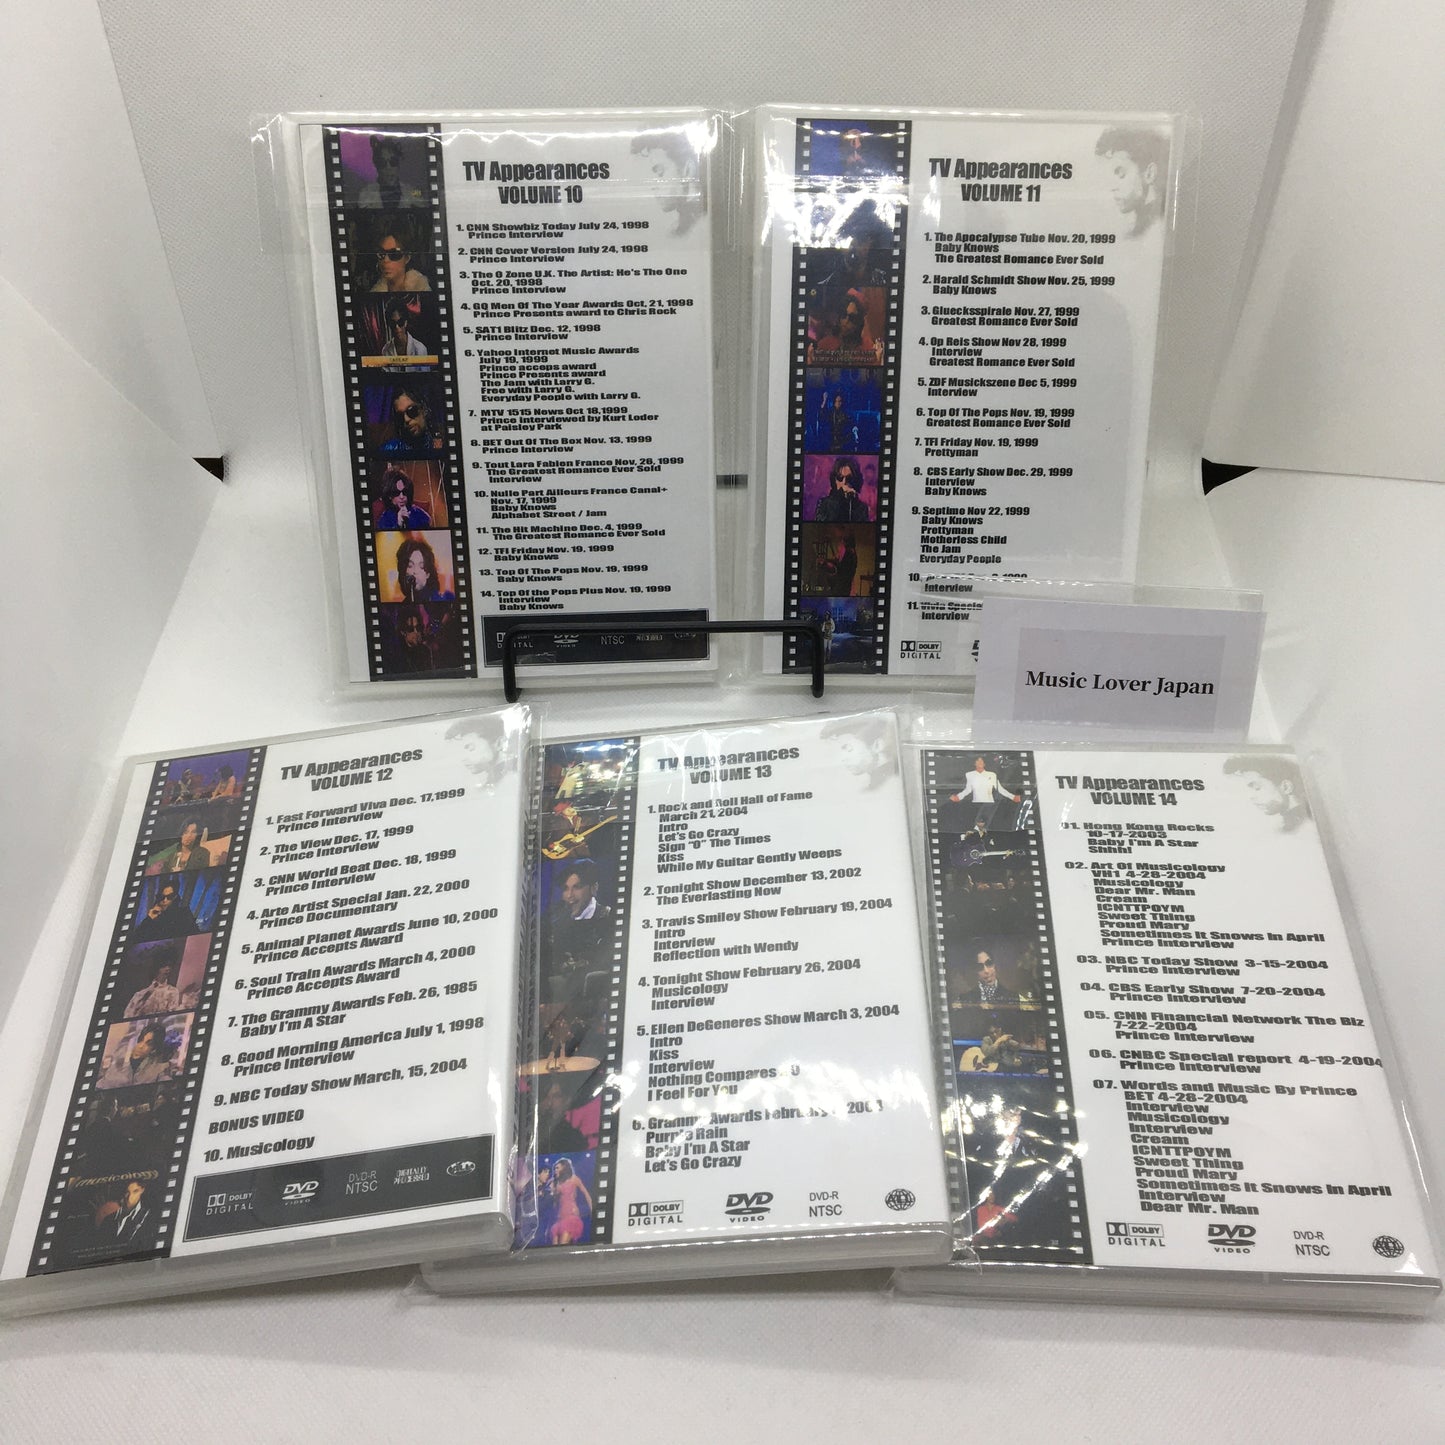 TV Appearances
VOLUME 10
1. CNN Showbiz Today July 24, 1998
Prince Interview
2. CNN Cover Version July 24, 1998
Prince Interview
3. The O Zone U.K. The Artist: He's The One
Oct. 20, 1998
Prince Interview
4. GQ Men Of The Year Awards Oct, 21, 1998
Prince Presents award to Chris Rock
5. SAT1 Blitz Dec. 12, 1998
Prince Interview
6. Yahoo Internet Music Awards
July 19, 1999
Prince acceps award
Prince Presents award
The Jam with Larry G.
Free with Larry G.
Everyday People with Larry G.
7. MTV 1515 News Oct 18,1999
Prince interviewed by Kurt Loder
at Paisley Park
8. BET Out Of The Box Nov. 13, 1999
Prince Interview
9. Tout Lara Fabien France Nov, 26, 1999
The Greatest Romance Ever Sold
Interview
10. Nulle Part Ailleurs France Canal+
Nov. 17, 1999
Baby Knows
Alphabet Street / Jam
11. The Hit Machine Dec. 4, 1999
The Greatest Romance Ever Sold
12. TFI Friday Nov. 19, 1999
Baby Knows
13. Top Of The Pops Nov. 19, 1999
Baby Knows
14. Top Of the Pops Plus Nov. 19, 1999
Interview
Baby Knows
DIGITAL
DVD
VIDEO
NTSC
TV Appearances
VOLUME 11
1. The Apocalypse Tube Nov. 20, 1999
Baby Knows
The Greatest Romance Ever Sold
2. Harald Schmidt Show Nov. 25, 1999
Baby Knows
3. Gluecksspirale Nov. 27, 1999
Greatest Romance Ever Sold
4. Op Reis Show Nov 28, 1999
Interview
Greatest Romance Ever Sold
5. ZDF Musickszene Dec 5, 1999
Interview
6. Top Of The Pops Nov. 19, 1999
Greatest Romance Ever Sold
7. TFI Friday Nov. 19, 1999
Prettyman
8. CBS Early Show Dec. 29, 1999
Interview
Baby Knows
9. Septimo Nov 22, 1999
Baby Knows
Prettyman
Motherless Child
The Jam
Everyday People
10.
Interview
11.
Interview
DOLBY
DIGITAL
Music Lover Japan
TV Appearances
VOLUME 12
1. Fast Forward Viva Dec. 17,1999
Prince Interview
2. The View Dec. 17, 1999
Prince Interview
3. CNN World Beat Dec. 18, 1999
Prince Interview
4. Arte Artist Special Jan. 22, 2000
Prince Documentary
5. Animal Planet Awards June 10, 2000
Prince Accepts Award
6. Soul Train Awards March 4, 2000
Prince Accepts Award
7. The Grammy Awards Feb. 26, 1985
Baby I'm A Star
8. Good Morning America July 1, 1998
Prince Interview
9. NBC Today Show March, 15, 2004
BONUS VIDEO
10. Musicology
musicology
DOLBY
DIGITAL
DVD
VIDEO
DVD-R
NTSC
DIGITALLY
PROCESSED
TV Appearances
VOLUME 13
1. Rock and Roll Hall of Fame
March 21, 2004
Intro
Let's Go Crazy
Sign "O" The Times
Kiss
While My Guitar Gently Weeps
2. Tonight Show December 13, 2002
The Everlasting Now
3. Travis Smiley Show February 19, 2004
Intro
Interview
Reflection with Wendy
4. Tonight Show February 26, 2004
Musicology
Interview
5. Ellen DeGeneres Show March 3, 2004
Intro
Kiss
Interview
Nothing Compares
I Feel For You
6. Grammy Awards February 2004
Purple Rain
Baby I'm A Star
Let's Go Crazy
DOLBY
DIGITAL
DVD
VIDEO
DVD-R
NTSC
TV Appearances
VOLUME 14
01. Hong Kong Rocks
10-17-2003
Baby I'm A Star
Shhh!
02. Art Of Musicology
VH1 4-28-2004
Musicology
Dear Mr. Man
Cream
ICNTTPOYM
Sweet Thing
Proud Mary
Sometimes It Snows In April
Prince Interview
03. NBC Today Show 3-15-2004
Prince Interview
04. CBS Early Show 7-20-2004
Prince Interview
05. CNN Financial Network The Biz
7-22-2004
Prince Interview
06. CNBC Special report 4-19-2004
Prince Interview
07. Words and Music By Prince
BET 4-28-2004
Interview
Musicology
Interview
Cream
ICNTTPOYM
Sweet Thing
Proud Mary
Sometimes It Snows In April
Interview
Dear Mr. Man
DOLBY
DIGITAL
DVD
VIDEO
DVD-R
NTSC